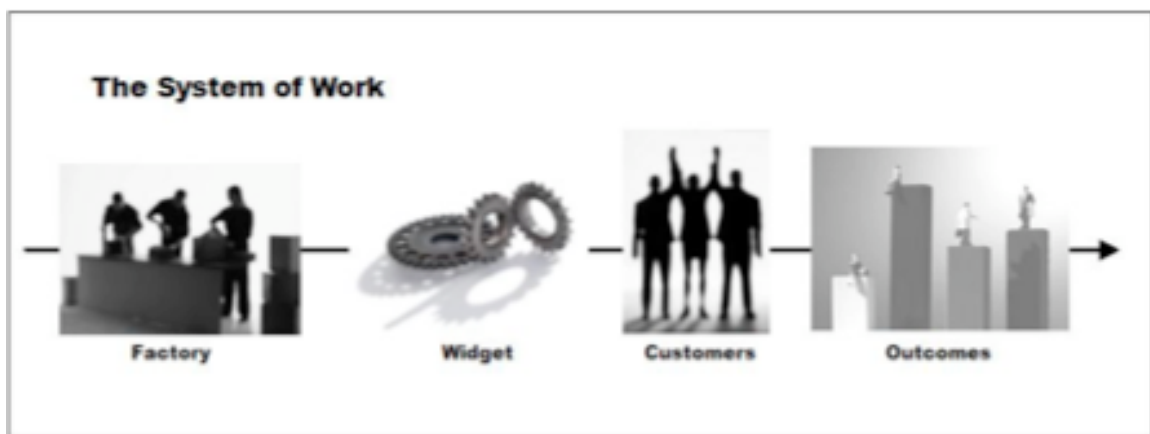 The System of Work
Factory
Widget
Customers
Outcomes